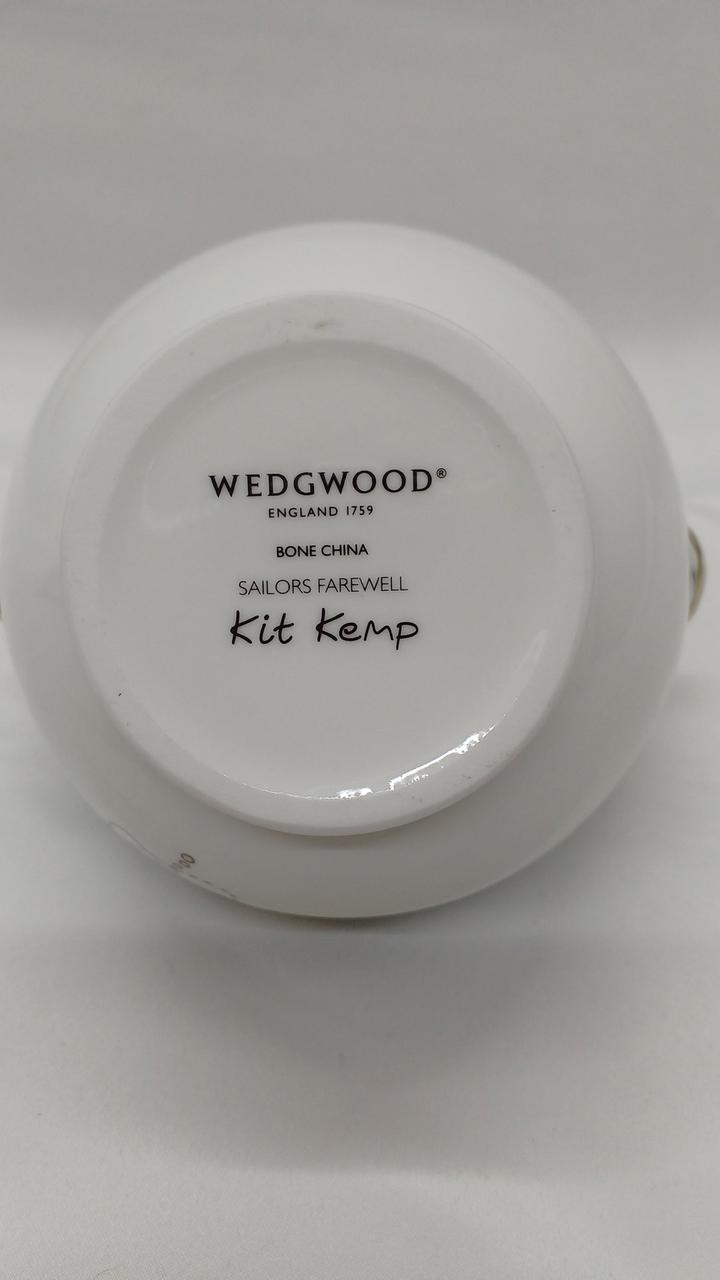 WEDGWOOD®
ENGLAND 1759
BONE CHINA
SAILORS FAREWELL
Kit Kemp